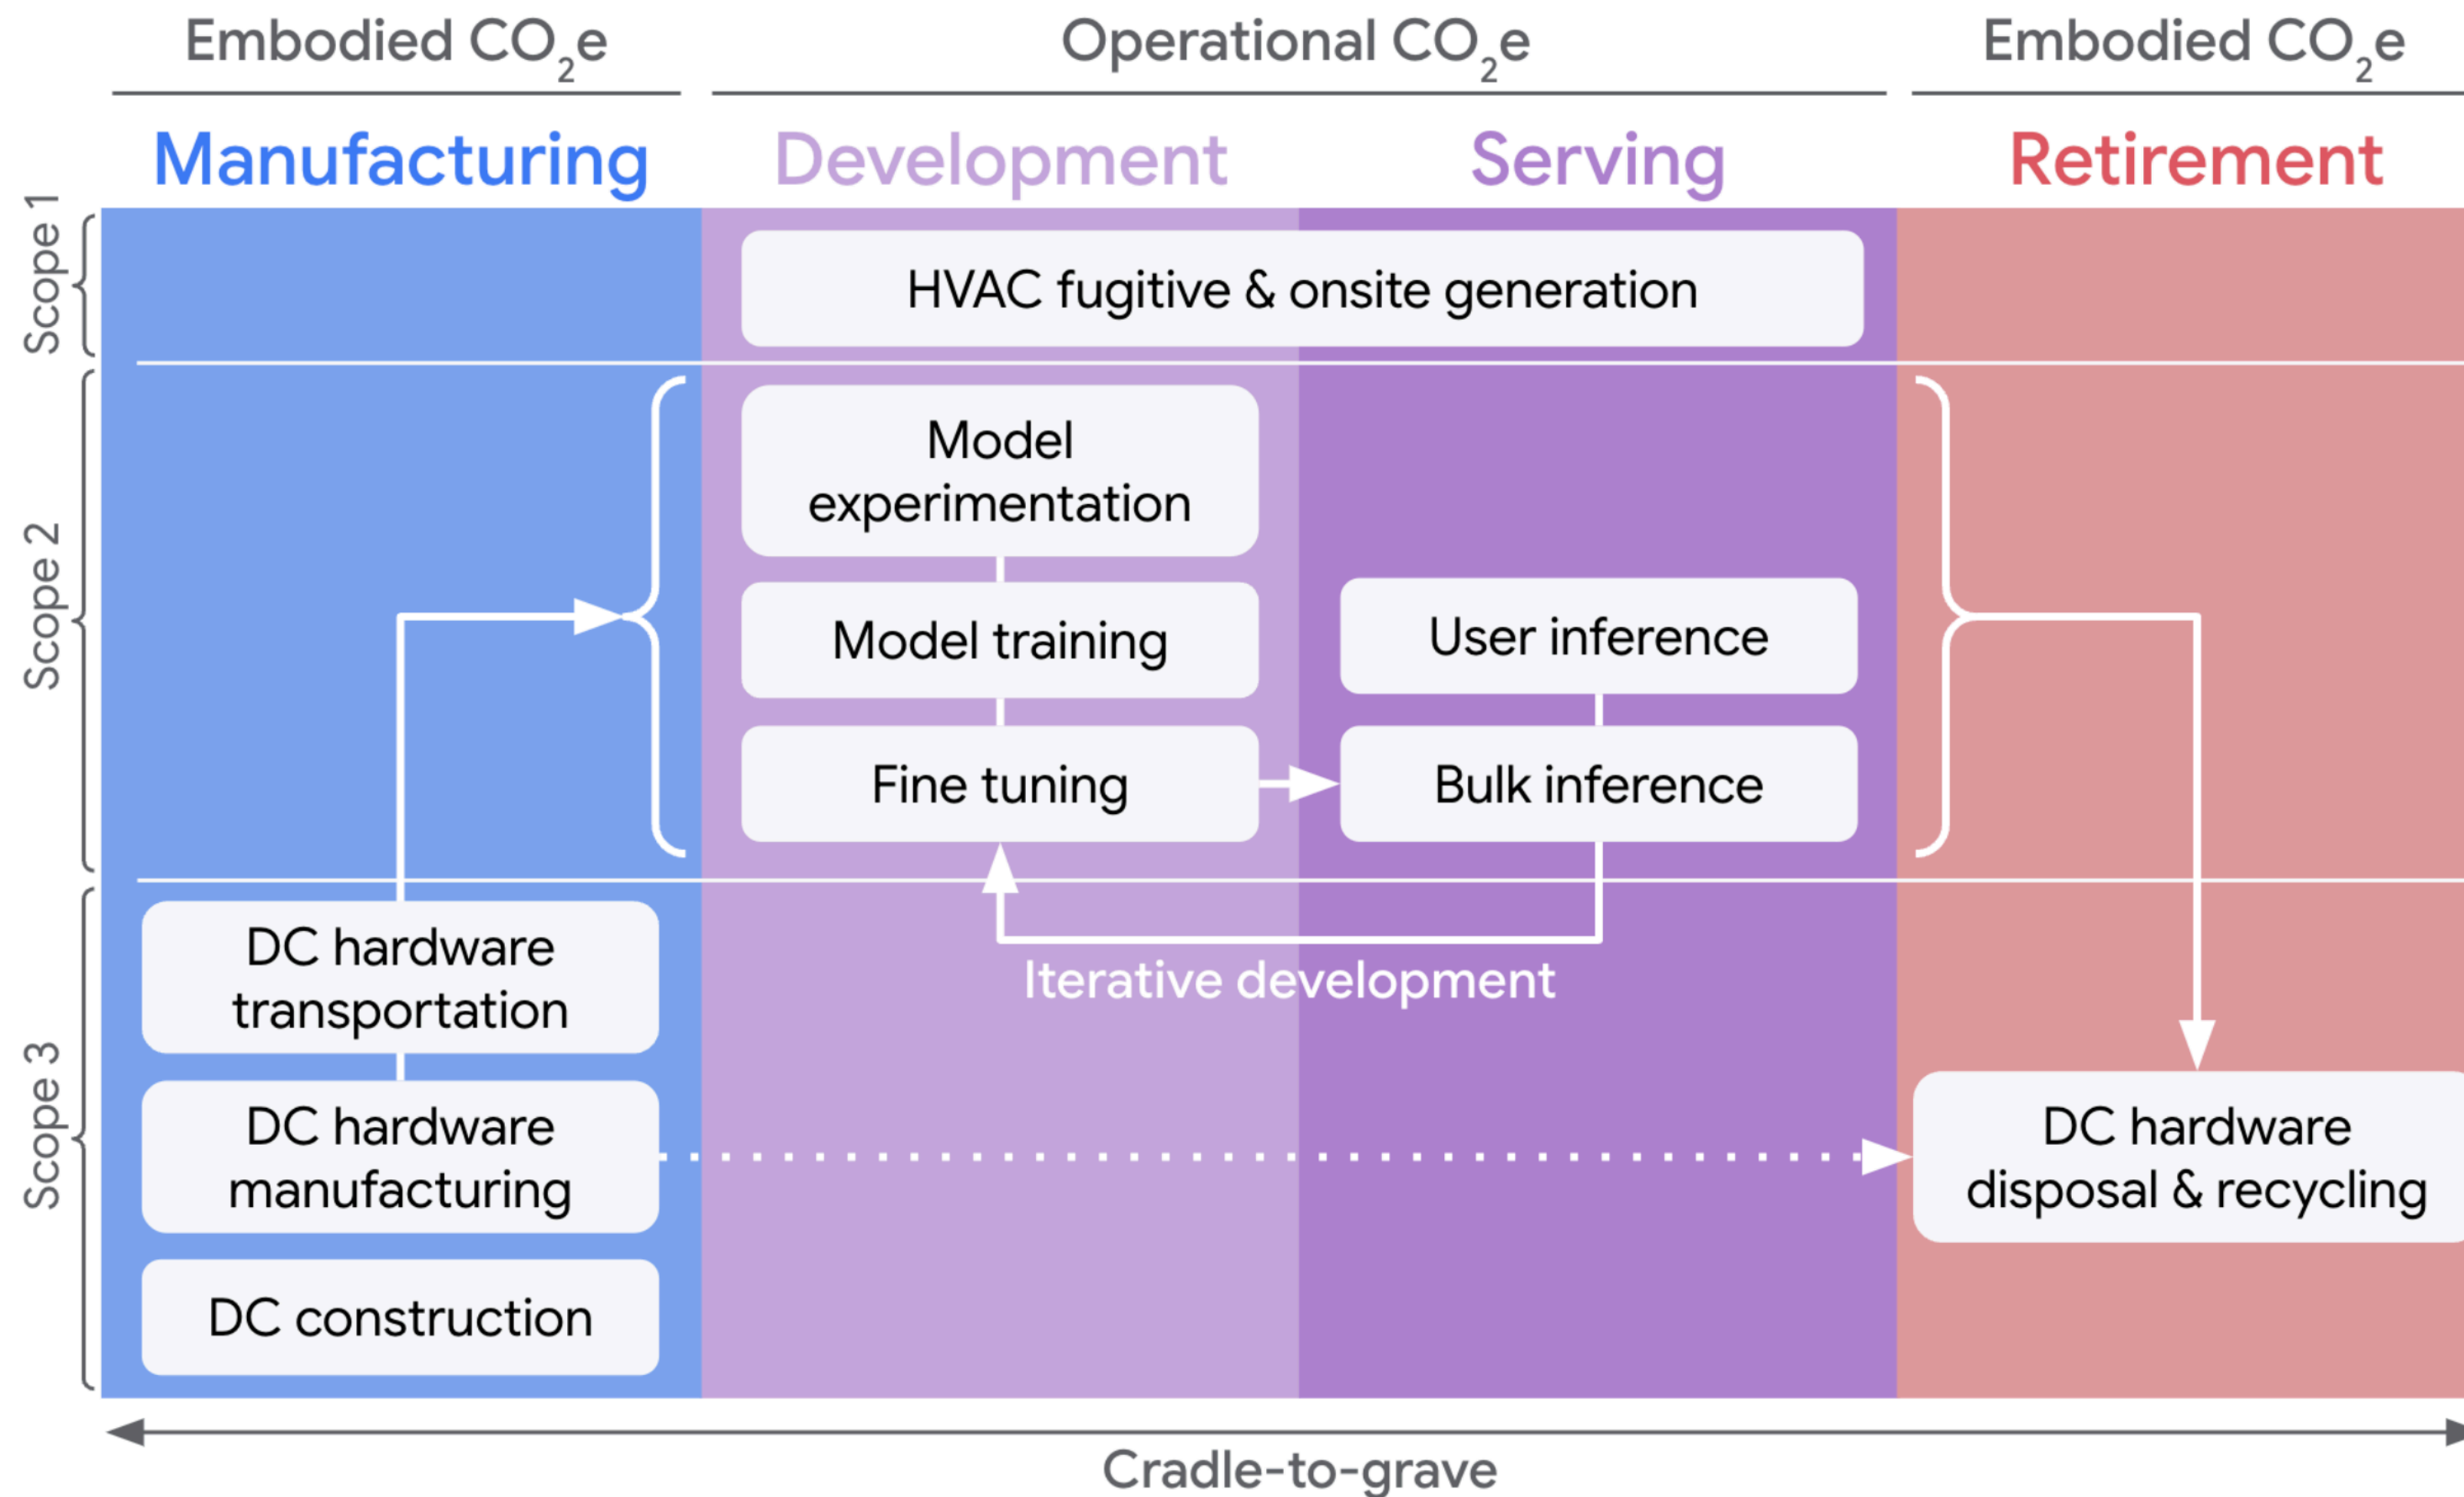 Embodied CO₂e
Operational CO₂e
Embodied CO₂e
Manufacturing
Development
Serving
Retirement
Scope 1
HVAC fugitive & onsite generation
Scope 2
Model
experimentation
Model training
User inference
Fine tuning
Bulk inference
Scope 3
DC hardware
transportation
Iterative development
DC hardware
manufacturing
DC hardware
disposal & recycling
DC construction
Cradle-to-grave